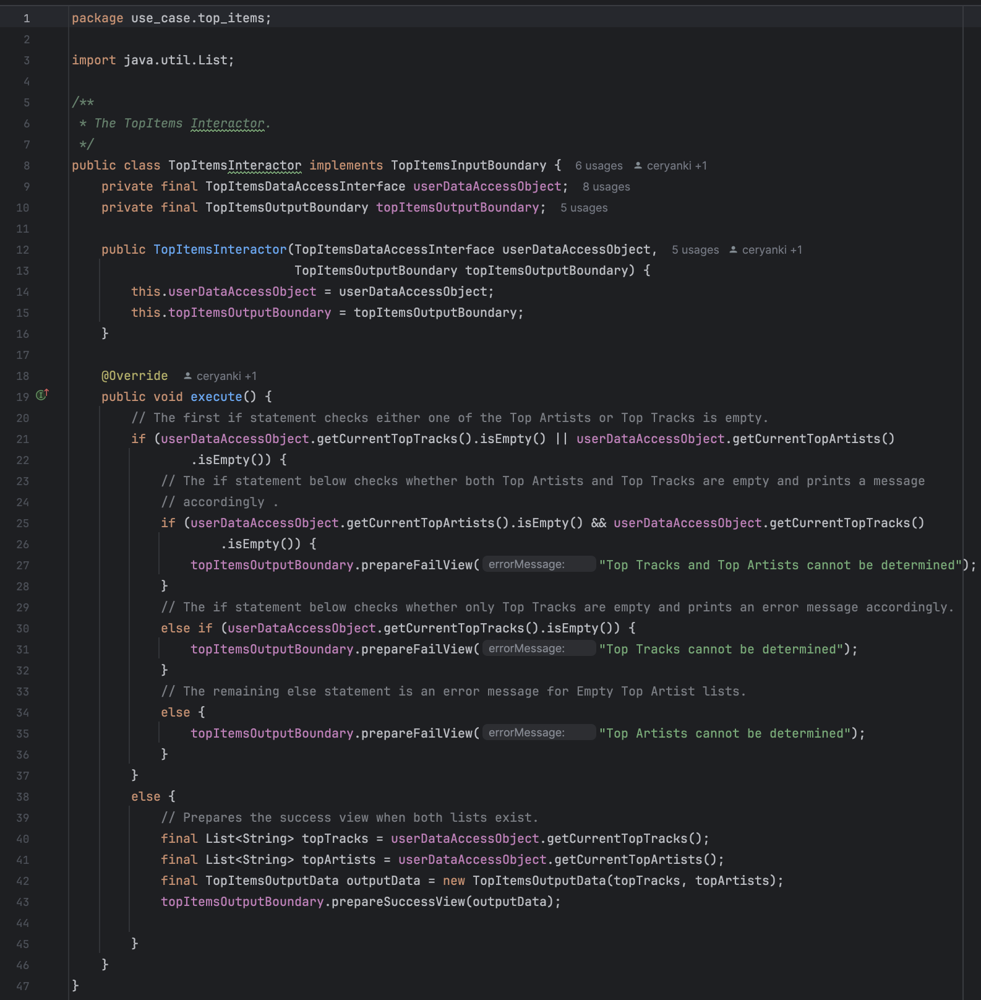 1 package use_case.top_items;
2
3 import java.util.List;
4
5 /**
6  * The TopItems Interactor.
7  */
8 public class TopItemsInteractor implements TopItemsInputBoundary {  6 usages  ceryanki +1
9     private final TopItemsDataAccessInterface userDataAccessObject;  8 usages
10     private final TopItemsOutputBoundary topItemsOutputBoundary;  5 usages
11
12     public TopItemsInteractor(TopItemsDataAccessInterface userDataAccessObject,  5 usages  ceryanki +1
13                               TopItemsOutputBoundary topItemsOutputBoundary) {
14         this.userDataAccessObject = userDataAccessObject;
15         this.topItemsOutputBoundary = topItemsOutputBoundary;
16     }
17
18     @Override  ceryanki +1
19     public void execute() {
20         // The first if statement checks either one of the Top Artists or Top Tracks is empty.
21         if (userDataAccessObject.getCurrentTopTracks().isEmpty() || userDataAccessObject.getCurrentTopArtists()
22                 .isEmpty()) {
23             // The if statement below checks whether both Top Artists and Top Tracks are empty and prints a message
24             // accordingly .
25             if (userDataAccessObject.getCurrentTopArtists().isEmpty() && userDataAccessObject.getCurrentTopTracks()
26                     .isEmpty()) {
27                 topItemsOutputBoundary.prepareFailView( errorMessage: "Top Tracks and Top Artists cannot be determined");
28             }
29             // The if statement below checks whether only Top Tracks are empty and prints an error message accordingly.
30             else if (userDataAccessObject.getCurrentTopTracks().isEmpty()) {
31                 topItemsOutputBoundary.prepareFailView( errorMessage: "Top Tracks cannot be determined");
32             }
33             // The remaining else statement is an error message for Empty Top Artist lists.
34             else {
35                 topItemsOutputBoundary.prepareFailView( errorMessage: "Top Artists cannot be determined");
36             }
37         }
38         else {
39             // Prepares the success view when both lists exist.
40             final List<String> topTracks = userDataAccessObject.getCurrentTopTracks();
41             final List<String> topArtists = userDataAccessObject.getCurrentTopArtists();
42             final TopItemsOutputData outputData = new TopItemsOutputData(topTracks, topArtists);
43             topItemsOutputBoundary.prepareSuccessView(outputData);
44
45         }
46     }
47 }